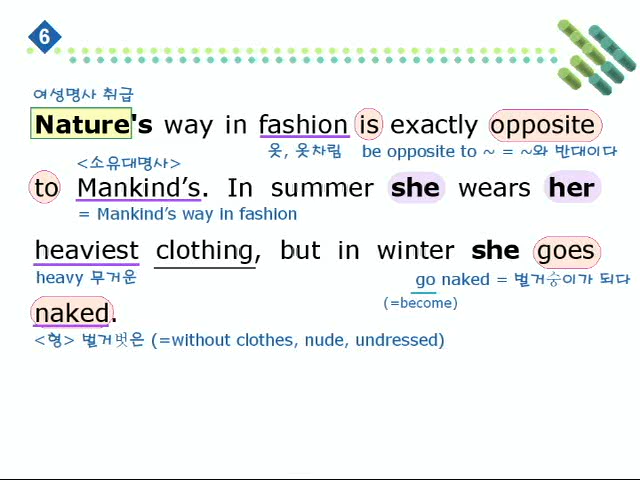 6
여성명사 취급
Nature's way in fashion is exactly opposite
옷, 옷차림 be opposite to ~ = ~와 반대이다
<소유대명사>
to Mankind's. In summer she wears her
= Mankind's way in fashion
heaviest clothing, but in winter she goes
heavy 무거운 go naked = 벌거숭이가 되다
(=become)
naked.
<형> 벌거벗은 (=without clothes, nude, undressed)